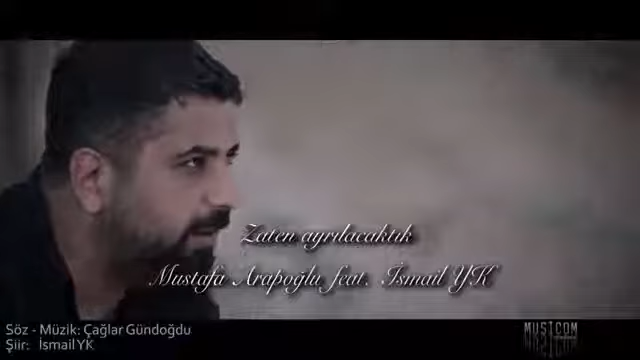 Zaten ayrılacaktık
Mustafa Arapoğlu feat. İsmail YK
Söz - Müzik: Çağlar Gündoğdu
Şiir: İsmail YK
MUSICOM